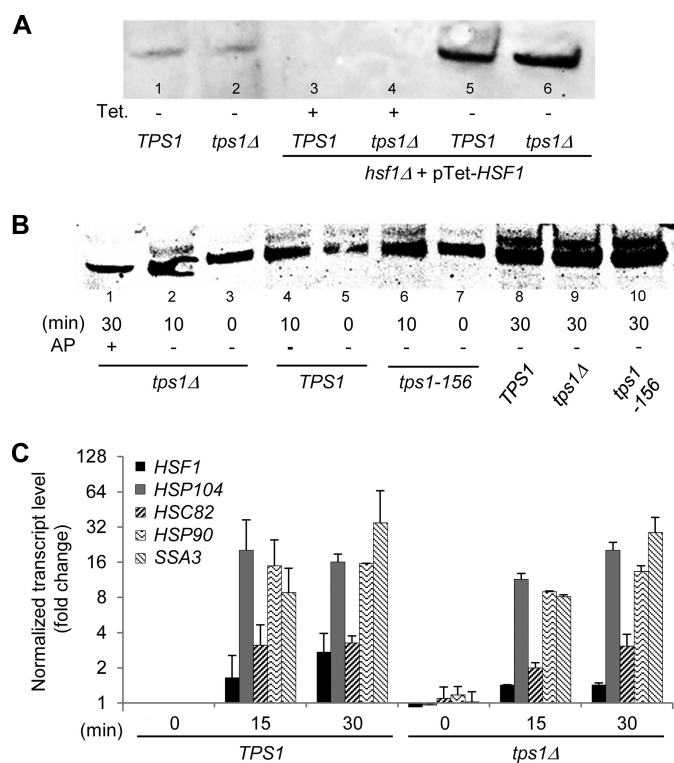 A
1 2 3 4 5 6
Tet. - - + + - -
TPS1 tps1Δ TPS1 tps1Δ TPS1 tps1Δ
hsf1Δ + pTet-HSF1
B
1 2 3 4 5 6 7 8 9 10
(min) 30 10 0 10 0 10 0 30 30 30
AP + - - - - - - - - -
tps1Δ TPS1 tps1-156 TPS1 tps1Δ tps1-156
C
Normalized transcript level
(fold change)
128
64
32
16
8
4
2
1
HSF1
HSP104
HSC82
HSP90
SSA3
(min) 0 15 30 0 15 30
TPS1 tps1Δ